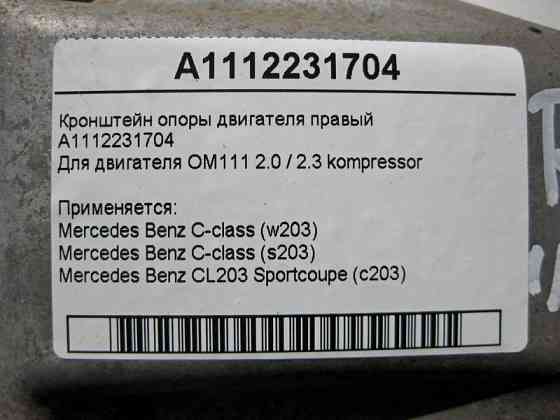 A1112231704
Кронштейн опоры двигателя правый
A1112231704
Для двигателя OM111 2.0 / 2.3 kompressor
Применяется:
Mercedes Benz C-class (w203)
Mercedes Benz C-class (s203)
Mercedes Benz CL203 Sportcoupe (c203)